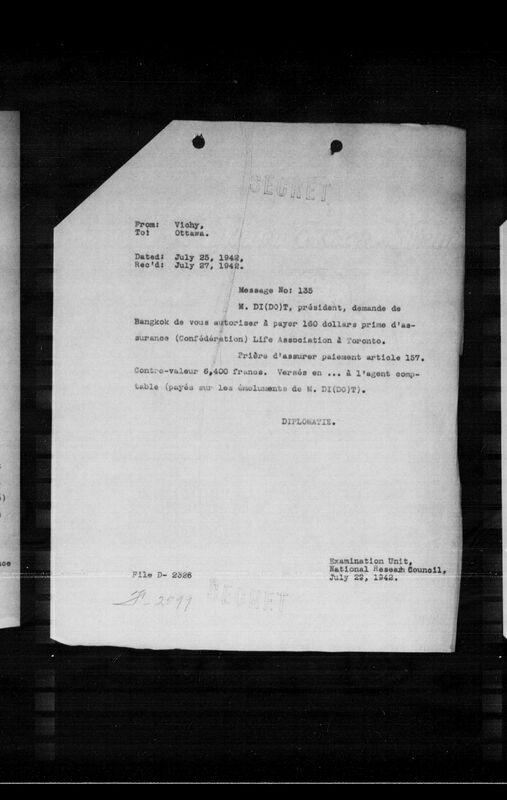 SECRET
From: Vichy,
To: Ottawa.
Dated: July 25, 1942,
Rec'd: July 27, 1942.
Message No: 135
M. DI(DO)T, président, demande de
Bangkok de vous autoriser à payer 160 dollars prime d'as-
surance (Confédération) Life Association à Toronto.
Prière d'assurer paiement article 157.
Contre-valeur 6,400 francs. Versés en ... à l'agent comp-
table (payés sur les émoluments de M. DI(DO)T).
DIPLOMATIE.
Examination Unit,
National Reseach Council,
July 29, 1942.
File D- 2326
2599
SECRET